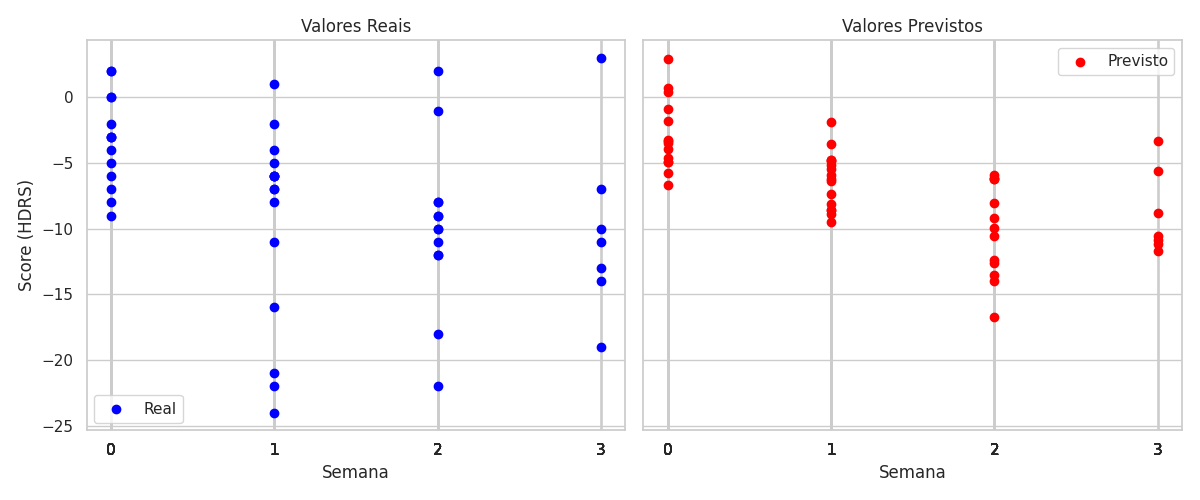 Valores Reais
Valores Previstos
Score (HDRS)
0
−5
−10
−15
−20
−25
Real
Previsto
0 1 2 3
0 1 2 3
Semana
Semana